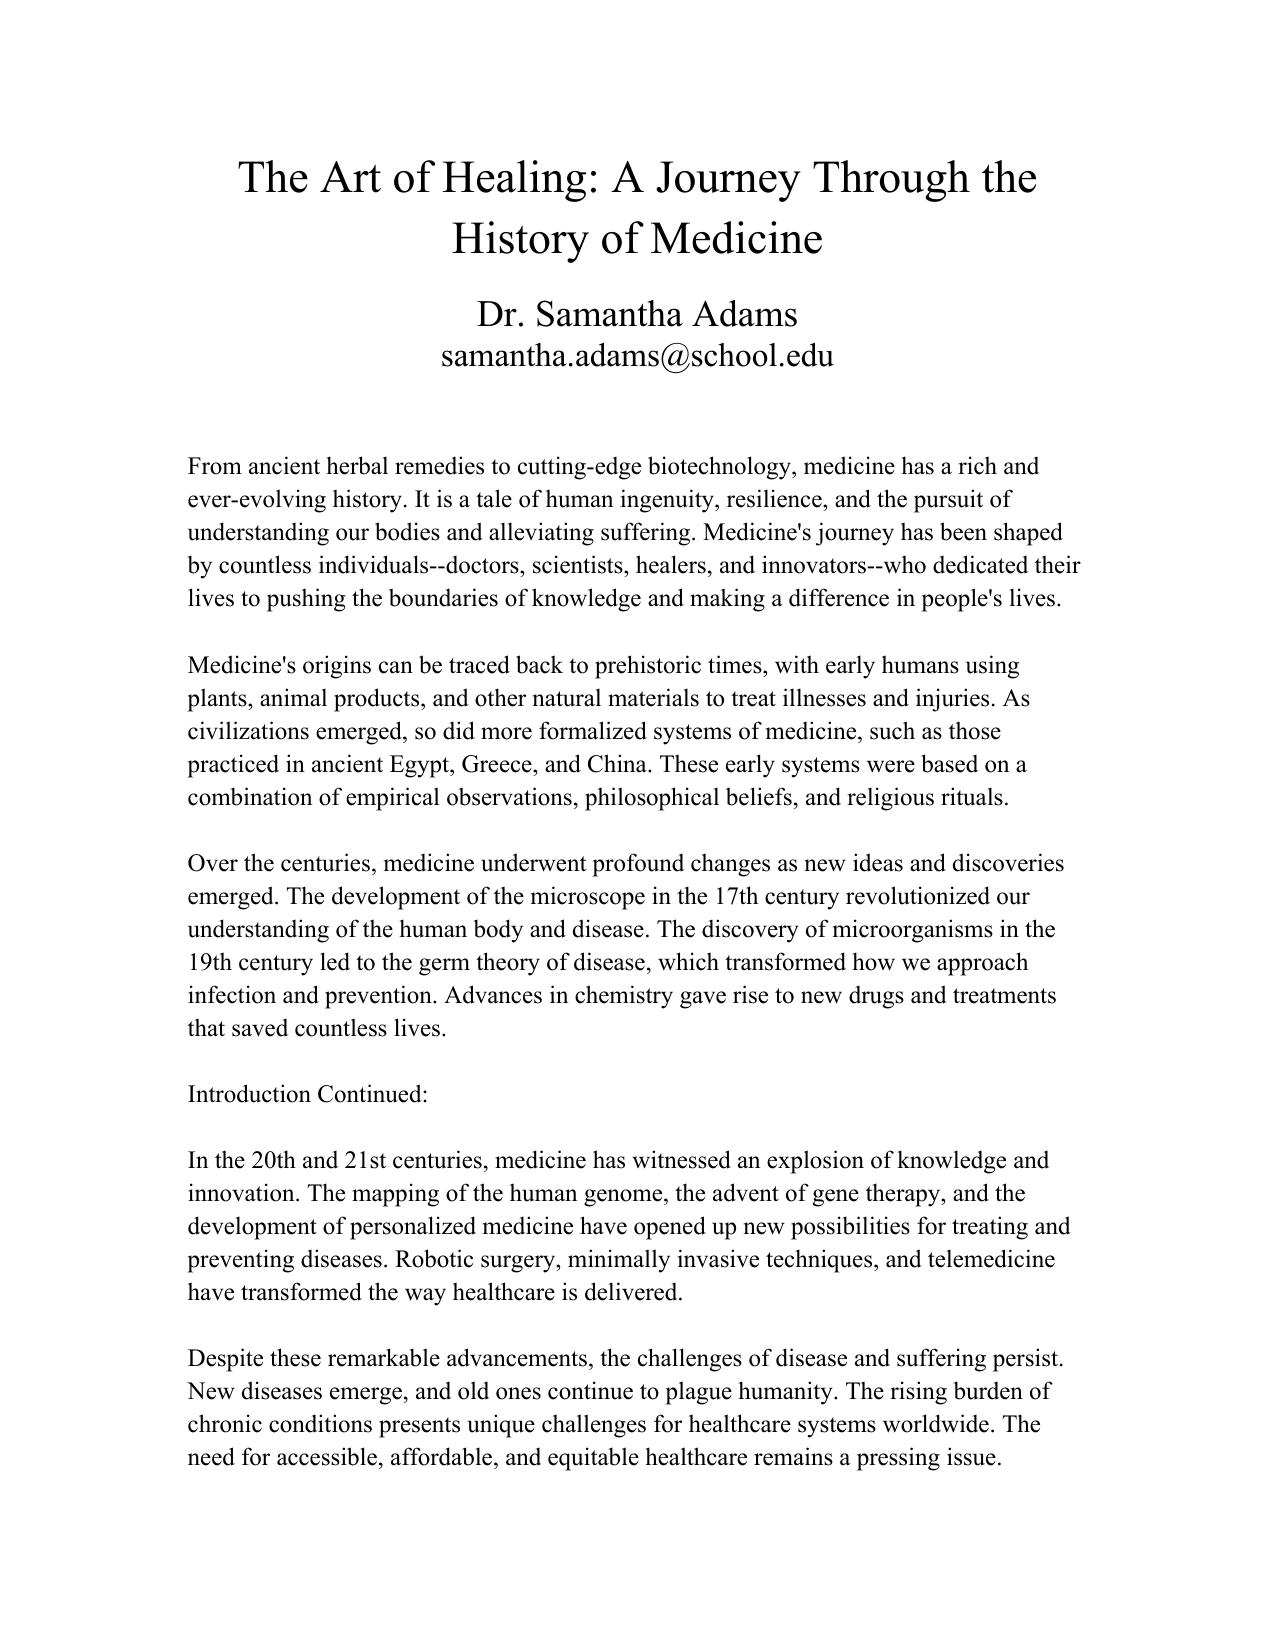 The Art of Healing: A Journey Through the
History of Medicine
Dr. Samantha Adams
samantha.adams@school.edu
From ancient herbal remedies to cutting-edge biotechnology, medicine has a rich and
ever-evolving history. It is a tale of human ingenuity, resilience, and the pursuit of
understanding our bodies and alleviating suffering. Medicine's journey has been shaped
by countless individuals--doctors, scientists, healers, and innovators--who dedicated their
lives to pushing the boundaries of knowledge and making a difference in people's lives.
Medicine's origins can be traced back to prehistoric times, with early humans using
plants, animal products, and other natural materials to treat illnesses and injuries. As
civilizations emerged, so did more formalized systems of medicine, such as those
practiced in ancient Egypt, Greece, and China. These early systems were based on a
combination of empirical observations, philosophical beliefs, and religious rituals.
Over the centuries, medicine underwent profound changes as new ideas and discoveries
emerged. The development of the microscope in the 17th century revolutionized our
understanding of the human body and disease. The discovery of microorganisms in the
19th century led to the germ theory of disease, which transformed how we approach
infection and prevention. Advances in chemistry gave rise to new drugs and treatments
that saved countless lives.
Introduction Continued:
In the 20th and 21st centuries, medicine has witnessed an explosion of knowledge and
innovation. The mapping of the human genome, the advent of gene therapy, and the
development of personalized medicine have opened up new possibilities for treating and
preventing diseases. Robotic surgery, minimally invasive techniques, and telemedicine
have transformed the way healthcare is delivered.
Despite these remarkable advancements, the challenges of disease and suffering persist.
New diseases emerge, and old ones continue to plague humanity. The rising burden of
chronic conditions presents unique challenges for healthcare systems worldwide. The
need for accessible, affordable, and equitable healthcare remains a pressing issue.